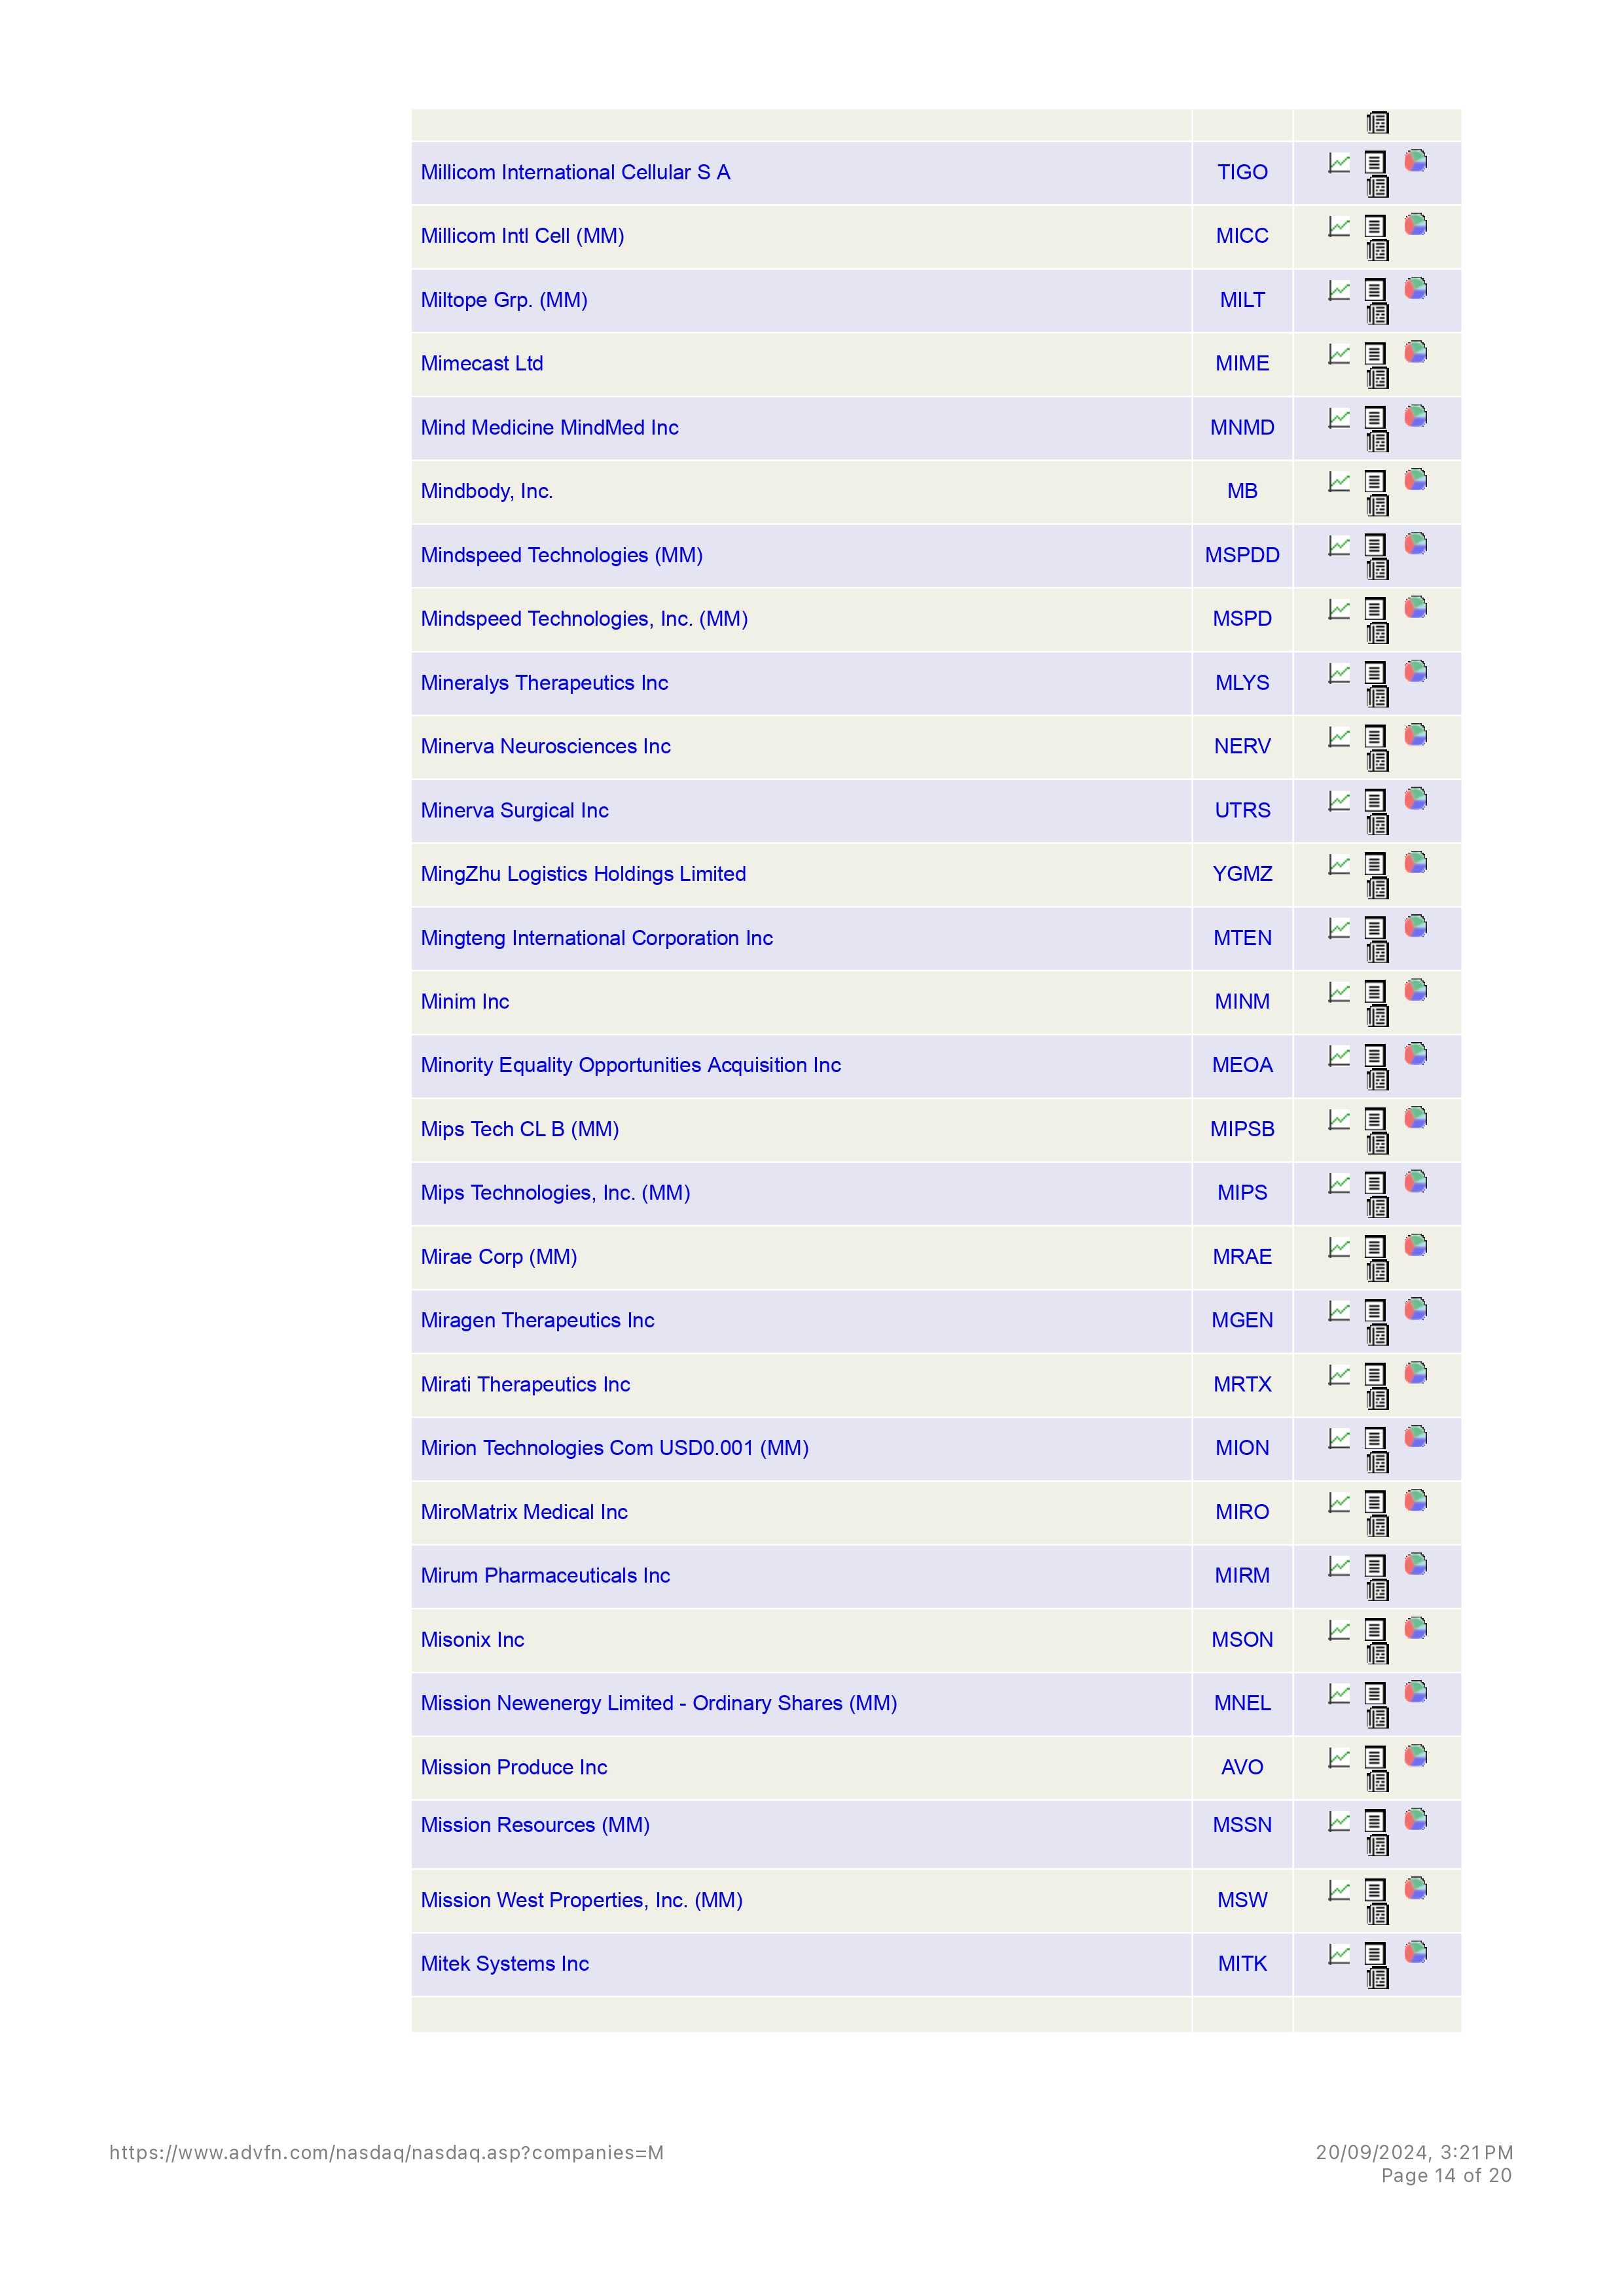 Millicom International Cellular S A TIGO
Millicom Intl Cell (MM) MICC
Miltope Grp. (MM) MILT
Mimecast Ltd MIME
Mind Medicine MindMed Inc MNMD
Mindbody, Inc. MB
Mindspeed Technologies (MM) MSPDD
Mindspeed Technologies, Inc. (MM) MSPD
Mineralys Therapeutics Inc MLYS
Minerva Neurosciences Inc NERV
Minerva Surgical Inc UTRS
MingZhu Logistics Holdings Limited YGMZ
Mingteng International Corporation Inc MTEN
Minim Inc MINM
Minority Equality Opportunities Acquisition Inc MEOA
Mips Tech CL B (MM) MIPSB
Mips Technologies, Inc. (MM) MIPS
Mirae Corp (MM) MRAE
Miragen Therapeutics Inc MGEN
Mirati Therapeutics Inc MRTX
Mirion Technologies Com USD0.001 (MM) MION
MiroMatrix Medical Inc MIRO
Mirum Pharmaceuticals Inc MIRM
Misonix Inc MSON
Mission Newenergy Limited - Ordinary Shares (MM) MNEL
Mission Produce Inc AVO
Mission Resources (MM) MSSN
Mission West Properties, Inc. (MM) MSW
Mitek Systems Inc MITK
https://www.advfn.com/nasdaq/nasdaq.asp?companies=M 20/09/2024, 3:21 PM
Page 14 of 20